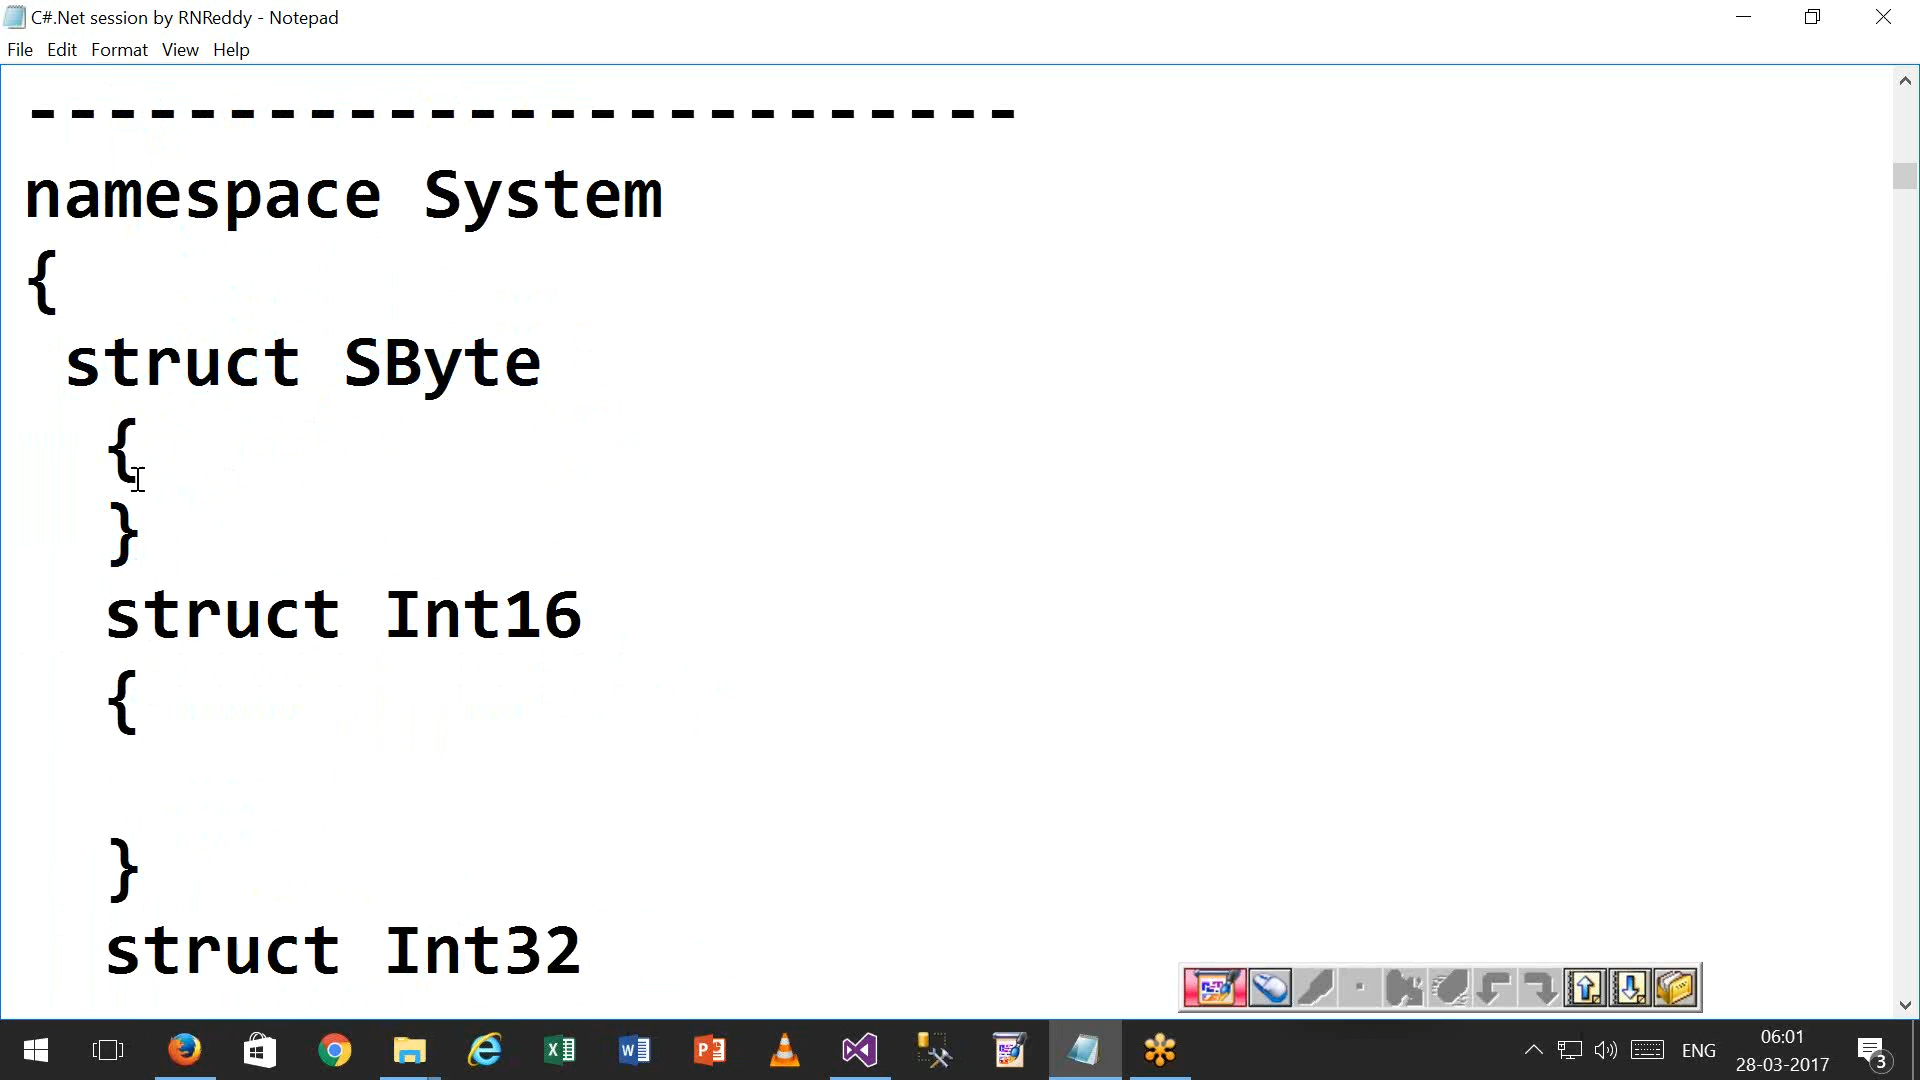 C#.Net session by RNReddy - Notepad
File Edit Format View Help
-------------------------
namespace System
{
struct SByte
{
}
struct Int16
{
}
struct Int32
ENG
06:01
28-03-2017
3